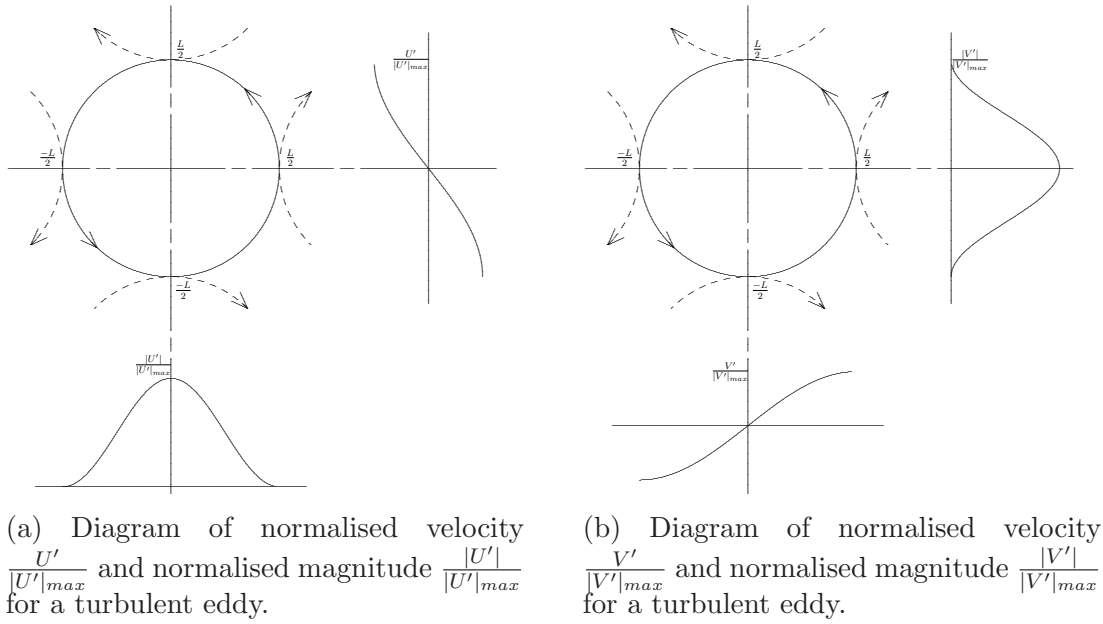 L/2
U'/|U'|max
-L/2
L/2
-L/2
|U'|/|U'|max
(a) Diagram of normalised velocity
U'/|U'|max and normalised magnitude |U'|/|U'|max
for a turbulent eddy.
L/2
|V'|/|V'|max
-L/2
L/2
-L/2
V'/|V'|max
(b) Diagram of normalised velocity
V'/|V'|max and normalised magnitude |V'|/|V'|max
for a turbulent eddy.